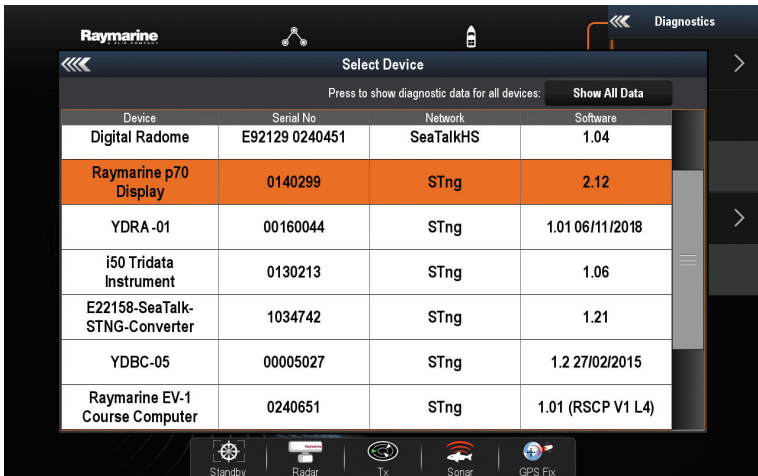 Raymarine
Diagnostics
Select Device
Press to show diagnostic data for all devices: Show All Data
Device Serial No Network Software
Digital Radome E92129 0240451 SeaTalkHS 1.04
Raymarine p70
Display 0140299 STng 2.12
YDRA-01 00160044 STng 1.01 06/11/2018
i50 Tridata
Instrument 0130213 STng 1.06
E22158-SeaTalk-
STNG-Converter 1034742 STng 1.21
YDBC-05 00005027 STng 1.2 27/02/2015
Raymarine EV-1
Course Computer 0240651 STng 1.01 (RSCP V1 L4)
Standby Radar Tx Sonar GPS Fix